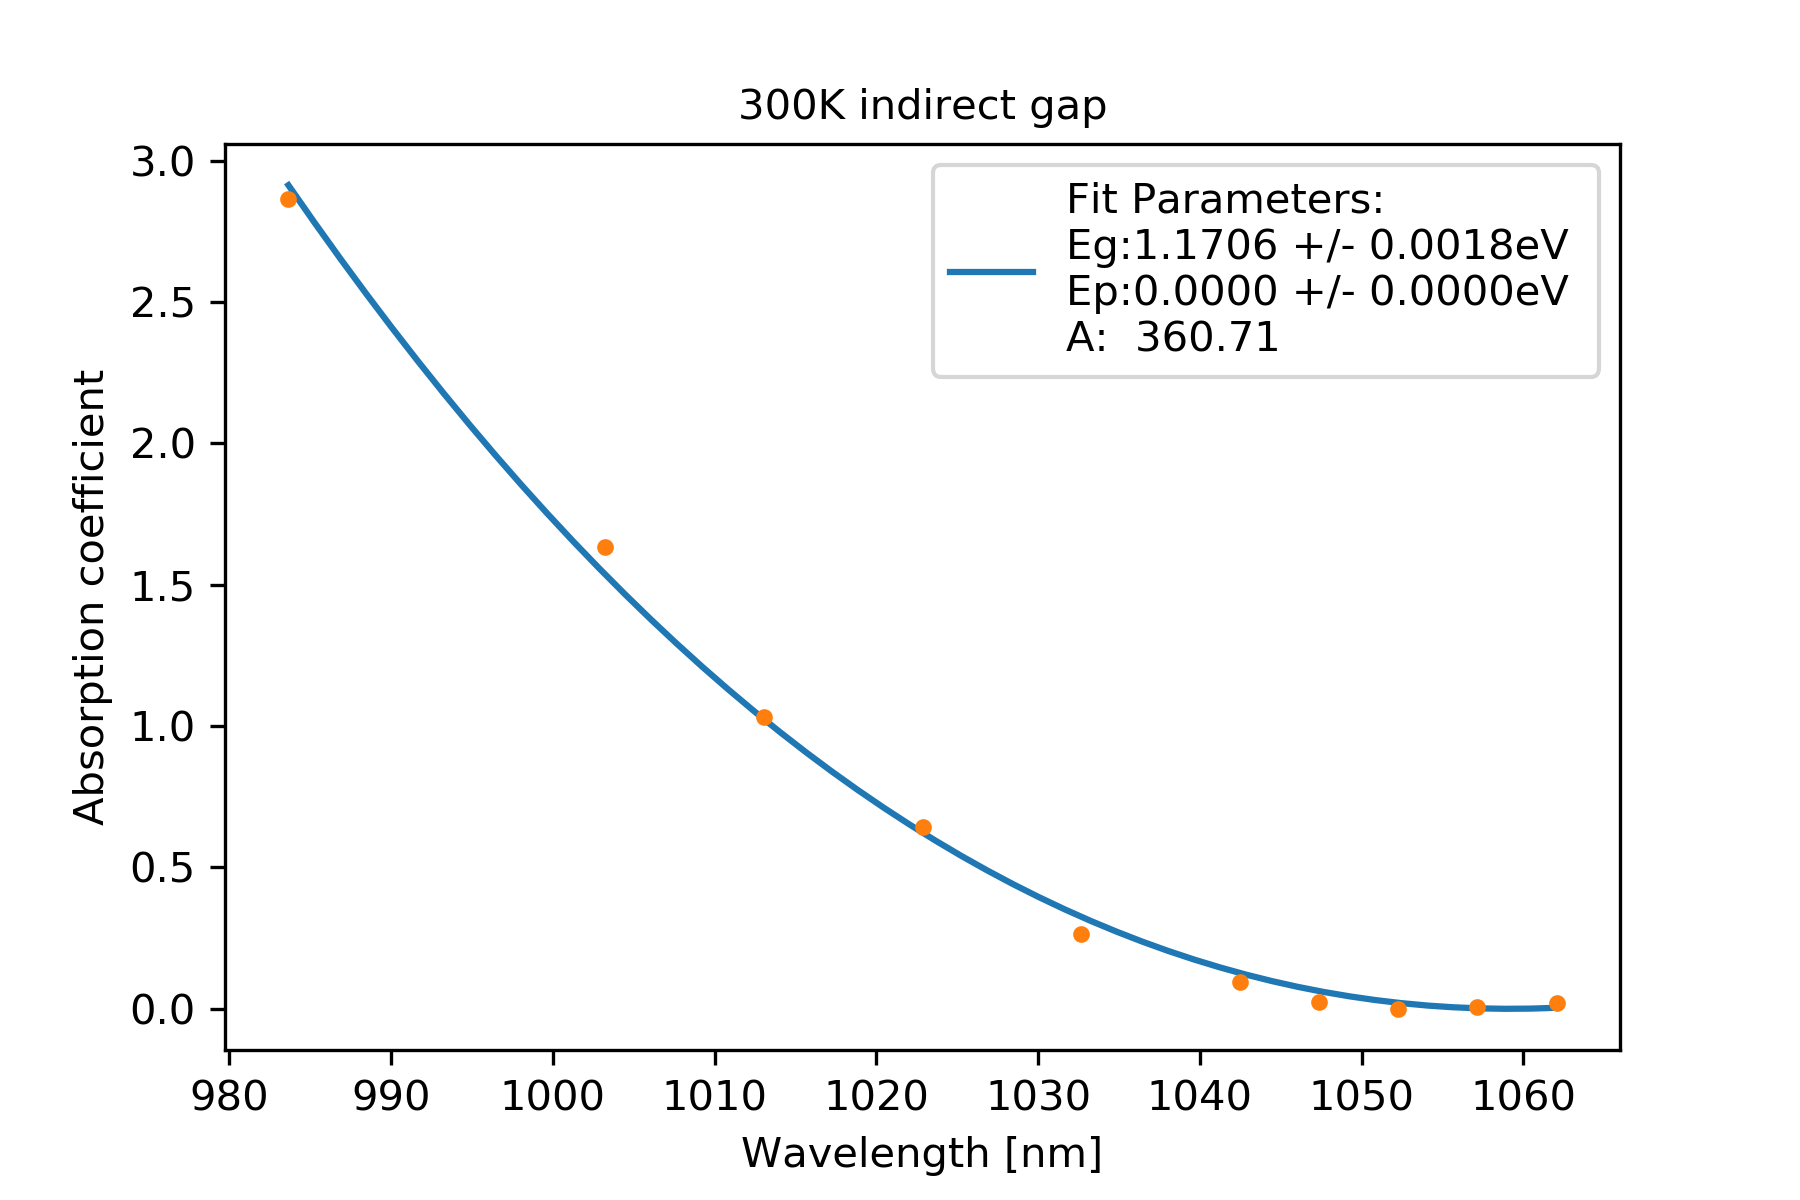 300K indirect gap
3.0
2.5
2.0
1.5
1.0
0.5
0.0
Absorption coefficient
Fit Parameters:
Eg:1.1706 +/- 0.0018eV
Ep:0.0000 +/- 0.0000eV
A:  360.71
980 990 1000 1010 1020 1030 1040 1050 1060
Wavelength [nm]